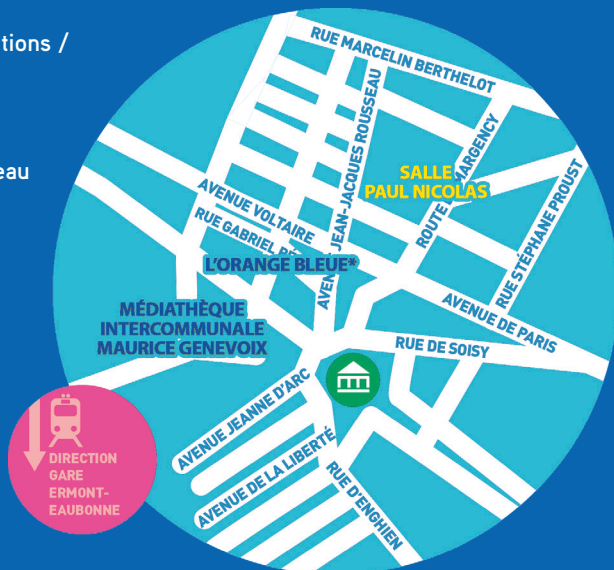 tions /
eau
RUE MARCELIN BERTHELOT
AVENUE JEAN-JACQUES ROUSSEAU
SALLE
PAUL NICOLAS
ROUTE MARGENCY
RUE STÉPHANE PROUST
AVENUE VOLTAIRE
RUE GABRIEL
L'ORANGE BLEUE*
AVENUE DE PARIS
MÉDIATHÈQUE
INTERCOMMUNALE
MAURICE GENEVOIX
RUE DE SOISY
AVENUE JEANNE D'ARC
AVENUE DE LA LIBERTÉ
RUE D'ENGHIEN
DIRECTION
GARE
ERMONT-
EAUBONNE